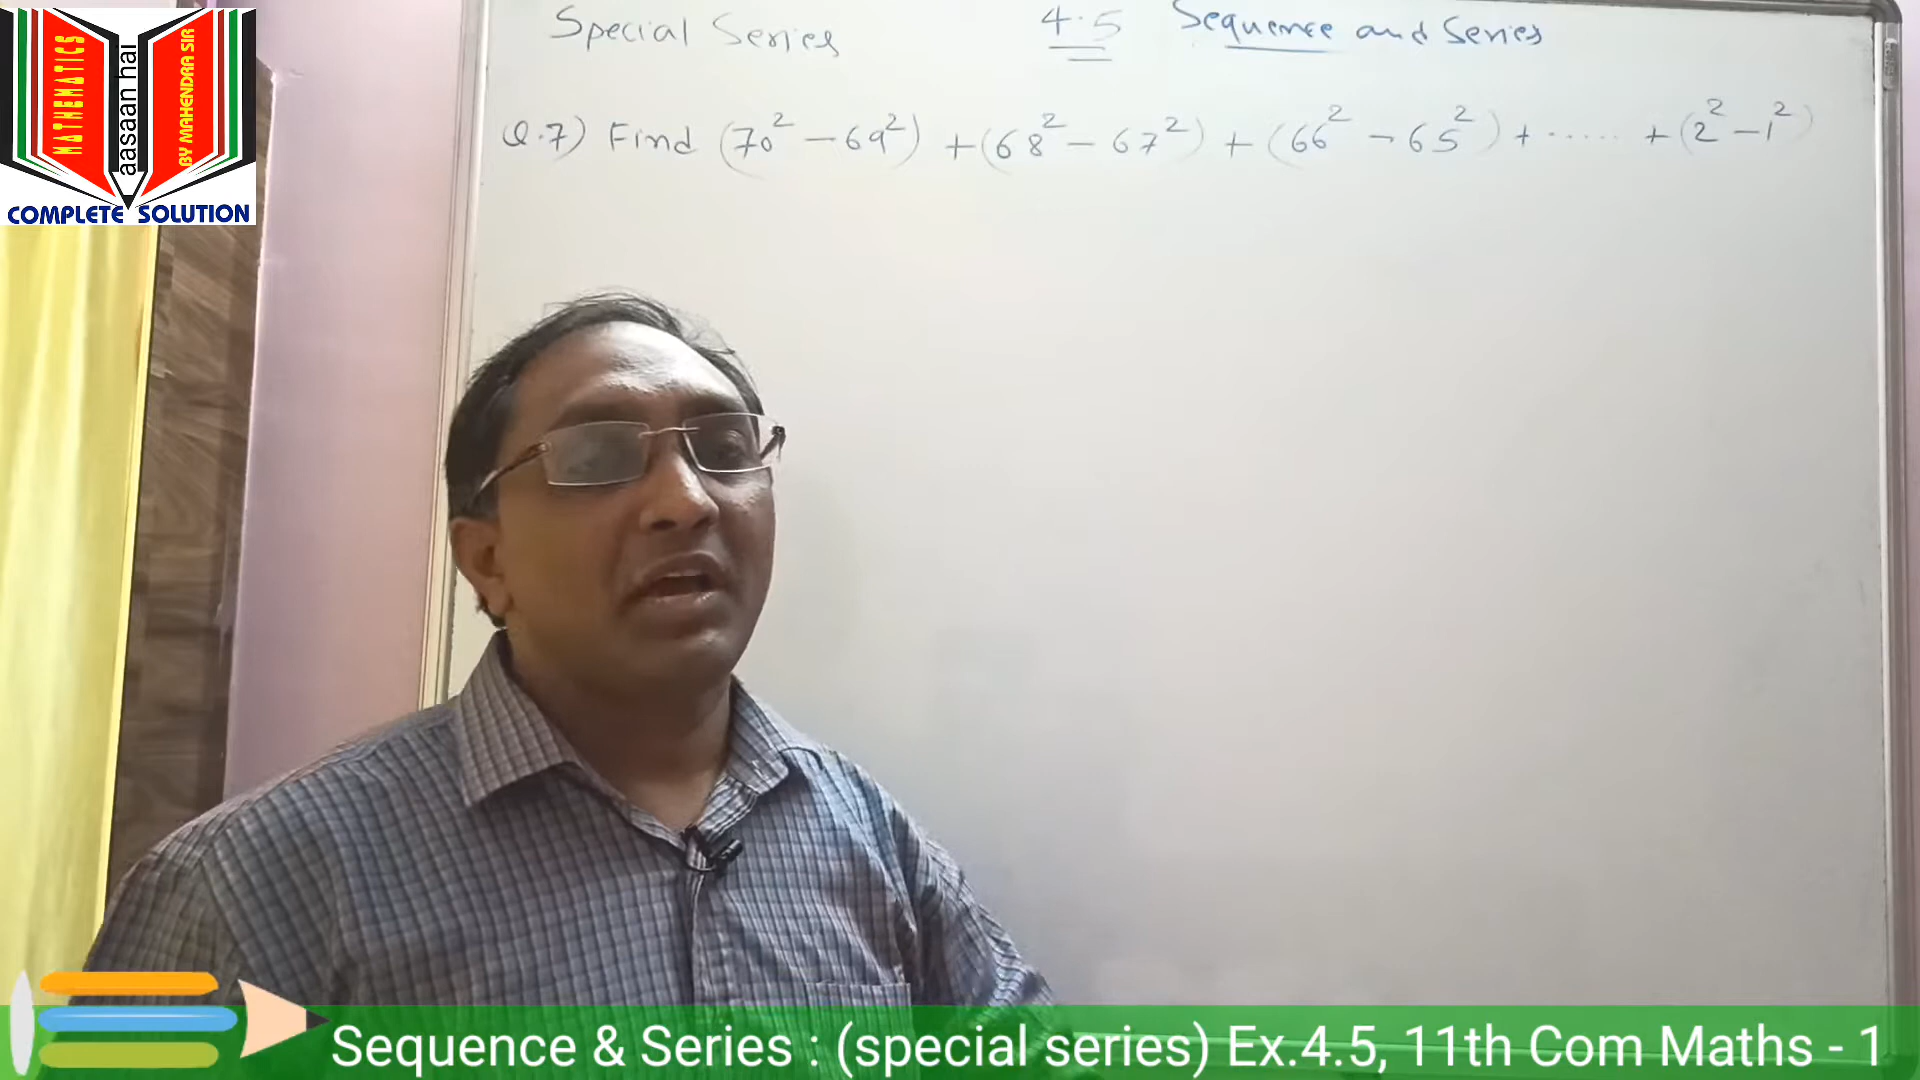 MATHEMATICS
aasaan hai
BY MAHENDRA SIR
COMPLETE SOLUTION
Special Series 4.5 Sequence and Series
Q.7) Find (70² − 69²) + (68² − 67²) + (66² − 65²) + ...... + (2² − 1²)
Sequence & Series : (special series) Ex.4.5, 11th Com Maths - 1